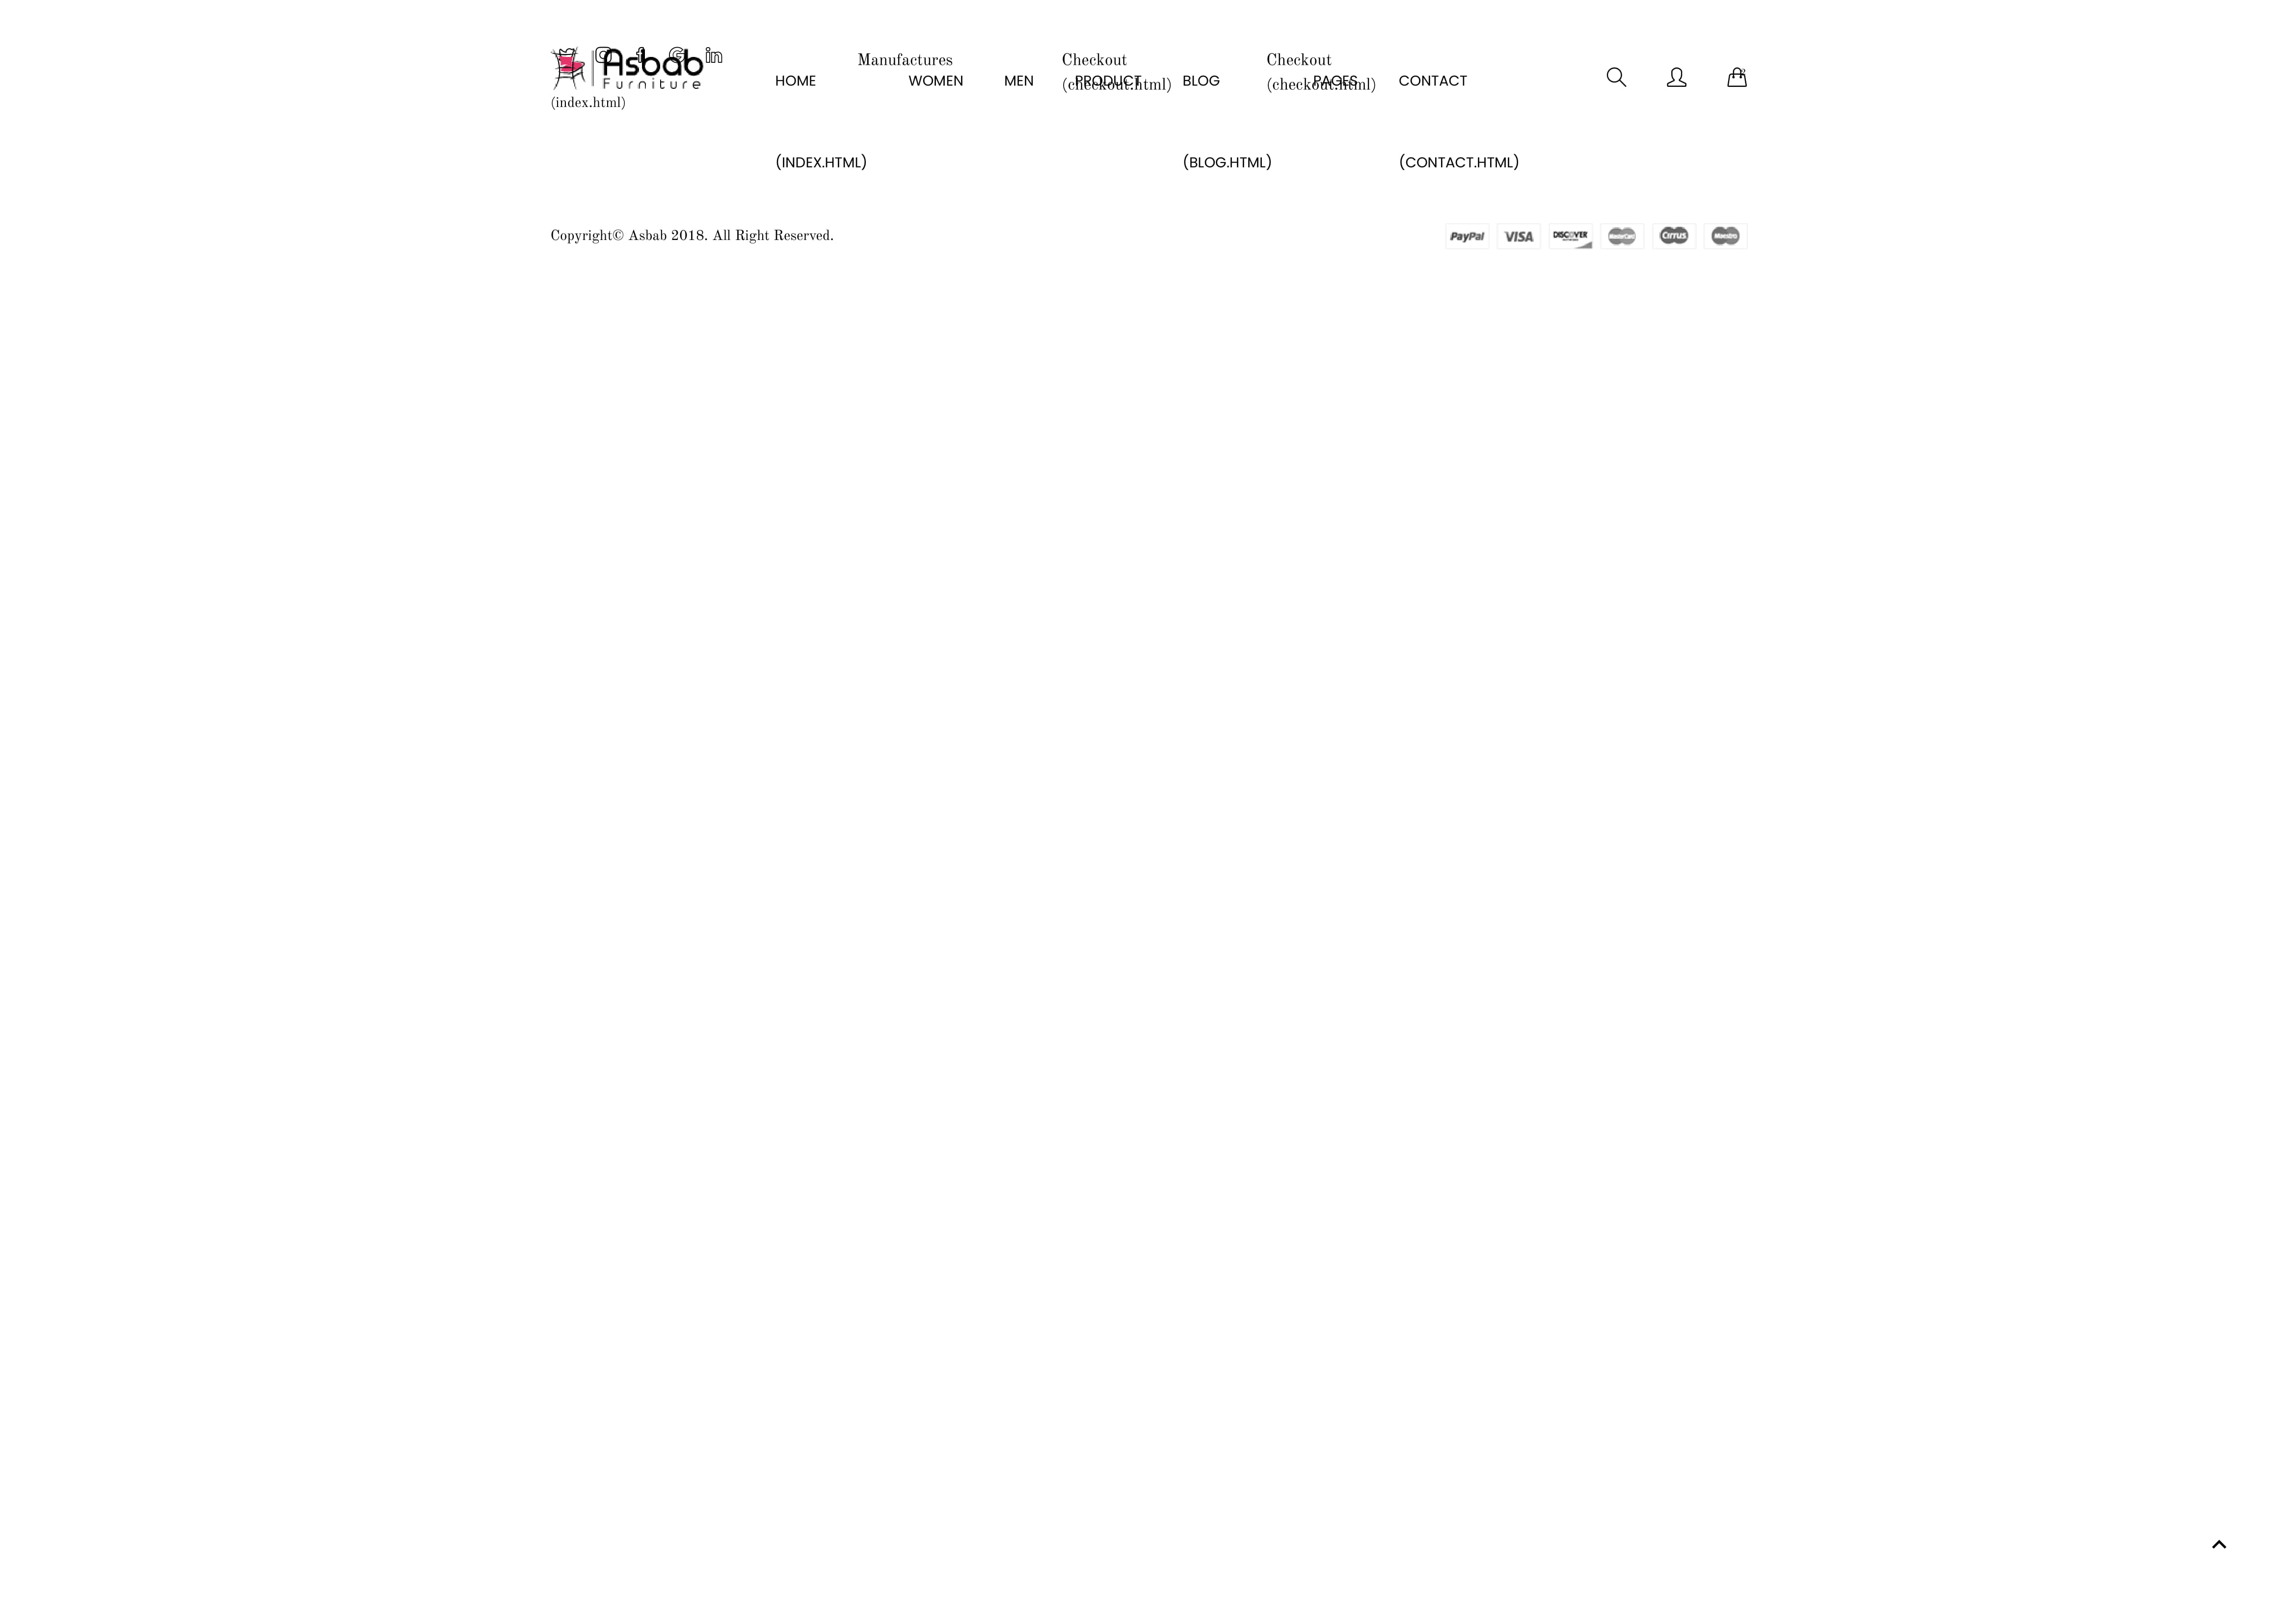 Asbab
Furniture
(index.html)
Manufactures
Checkout
(checkout.html)
Checkout
(checkout.html)
HOME
(INDEX.HTML)
WOMEN
MEN
PRODUCT
BLOG
(BLOG.HTML)
PAGES
CONTACT
(CONTACT.HTML)
2
Copyright© Asbab 2018. All Right Reserved.
PayPal
VISA
DISCOVER
MasterCard
Cirrus
Maestro